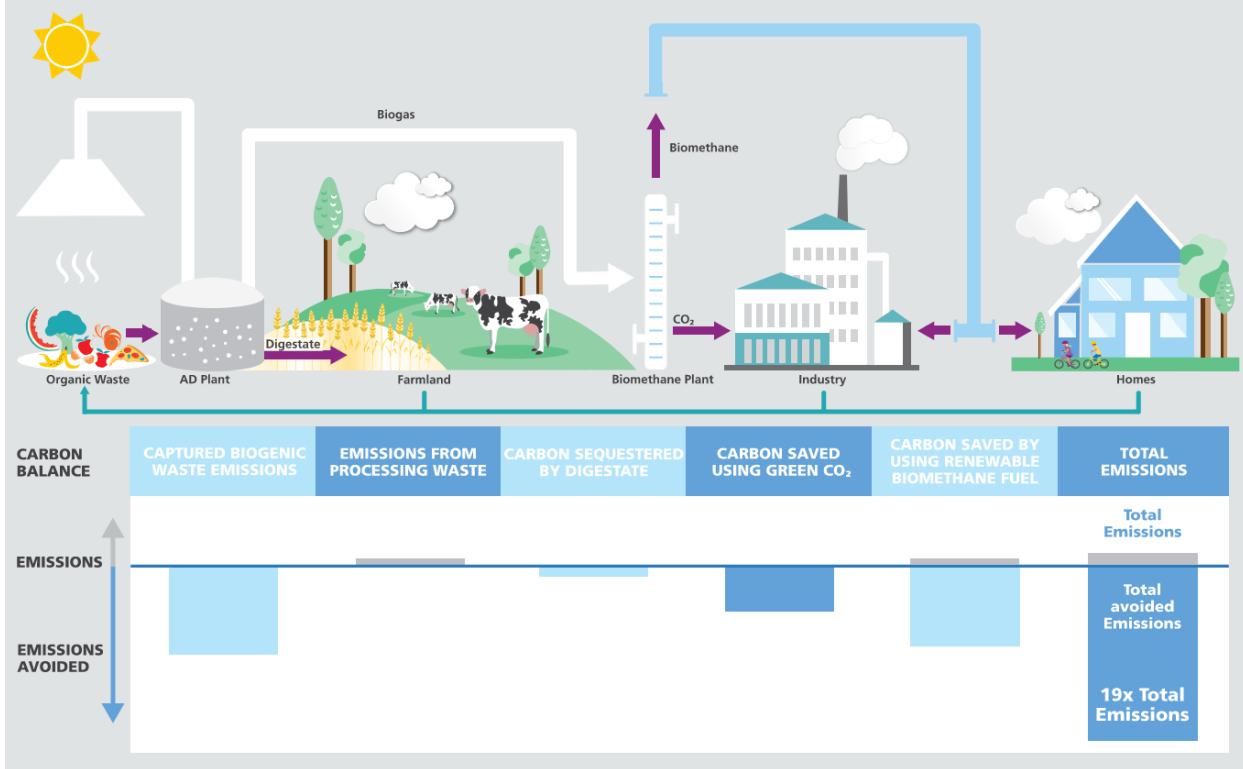 Biogas
Biomethane
CO₂
Digestate
Organic Waste
AD Plant
Farmland
Biomethane Plant
Industry
Homes
CARBON
BALANCE
CAPTURED BIOGENIC
WASTE EMISSIONS
EMISSIONS FROM
PROCESSING WASTE
CARBON SEQUESTERED
BY DIGESTATE
CARBON SAVED
USING GREEN CO₂
CARBON SAVED BY
USING RENEWABLE
BIOMETHANE FUEL
TOTAL
EMISSIONS
Total
Emissions
EMISSIONS
Total
avoided
Emissions
EMISSIONS
AVOIDED
19x Total
Emissions